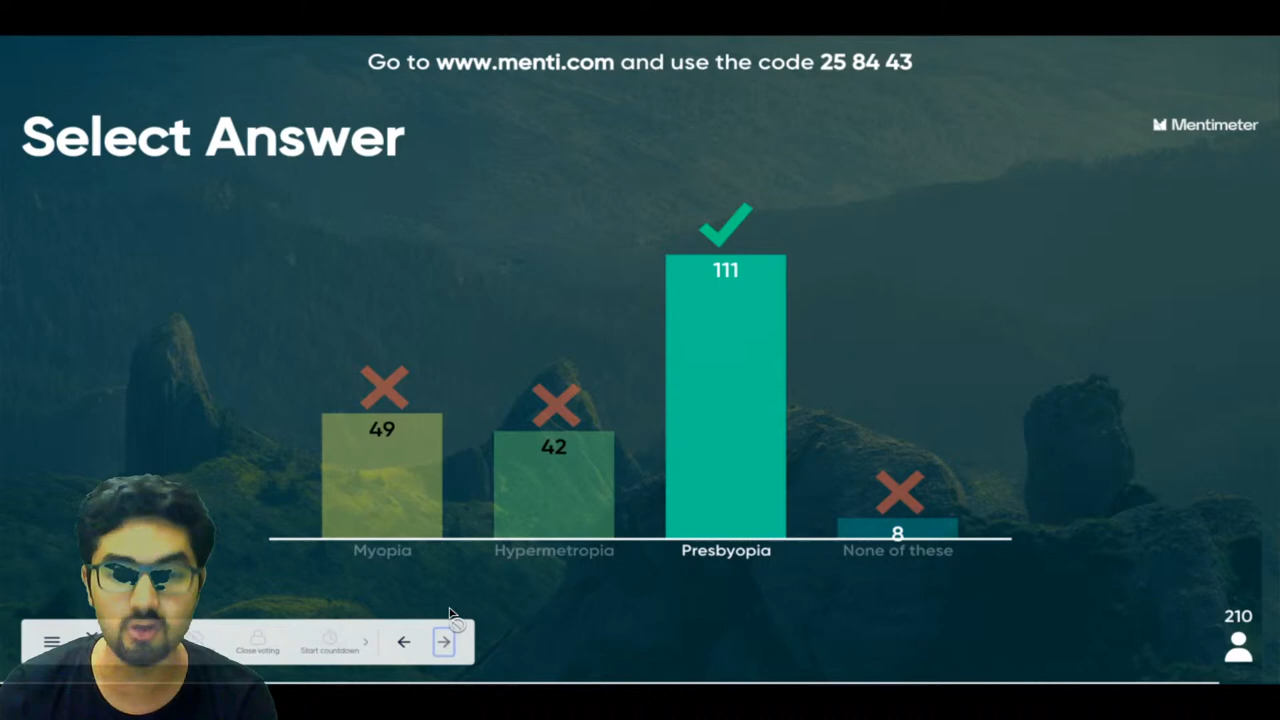 Go to www.menti.com and use the code 25 84 43
Select Answer
Mentimeter
111
49
42
8
Myopia
Hypermetropia
Presbyopia
None of these
210
Close voting
Start countdown